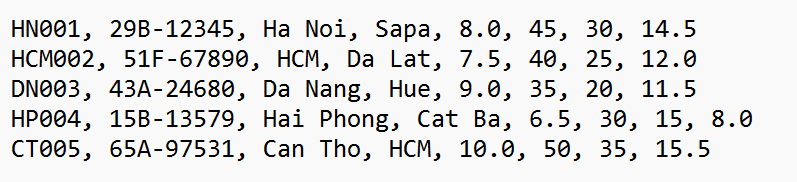 HN001, 29B-12345, Ha Noi, Sapa, 8.0, 45, 30, 14.5
HCM002, 51F-67890, HCM, Da Lat, 7.5, 40, 25, 12.0
DN003, 43A-24680, Da Nang, Hue, 9.0, 35, 20, 11.5
HP004, 15B-13579, Hai Phong, Cat Ba, 6.5, 30, 15, 8.0
CT005, 65A-97531, Can Tho, HCM, 10.0, 50, 35, 15.5